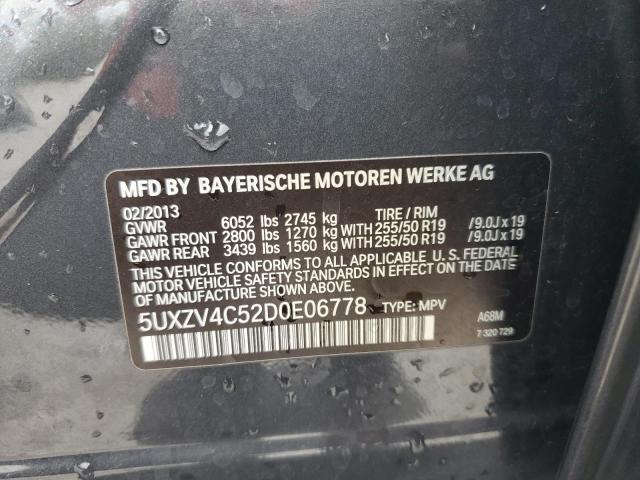 MFD BY BAYERISCHE MOTOREN WERKE AG
02/2013 TIRE / RIM
GVWR 6052 lbs 2745 kg
GAWR FRONT 2800 lbs 1270 kg WITH 255/50 R19 /9.0J x 19
GAWR REAR 3439 lbs 1560 kg WITH 255/50 R19 /9.0J x 19
THIS VEHICLE CONFORMS TO ALL APPLICABLE U. S. FEDERAL
MOTOR VEHICLE SAFETY STANDARDS IN EFFECT ON THE DATE
OF MANUFACTURE SHOWN ABOVE.
5UXZV4C52D0E06778 TYPE: MPV A68M
7 320 729